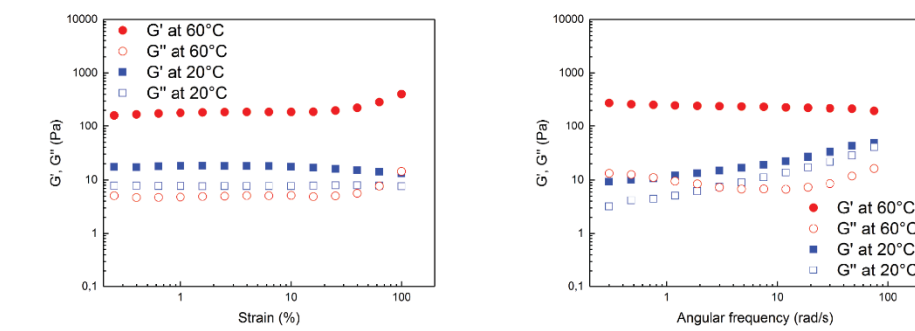 10000
1000
100
10
1
0,1
G', G" (Pa)
G' at 60°C
G" at 60°C
G' at 20°C
G" at 20°C
1
10
100
Strain (%)
10000
1000
100
10
1
0,1
G', G" (Pa)
G' at 60°C
G" at 60°C
G' at 20°C
G" at 20°C
1
10
100
Angular frequency (rad/s)